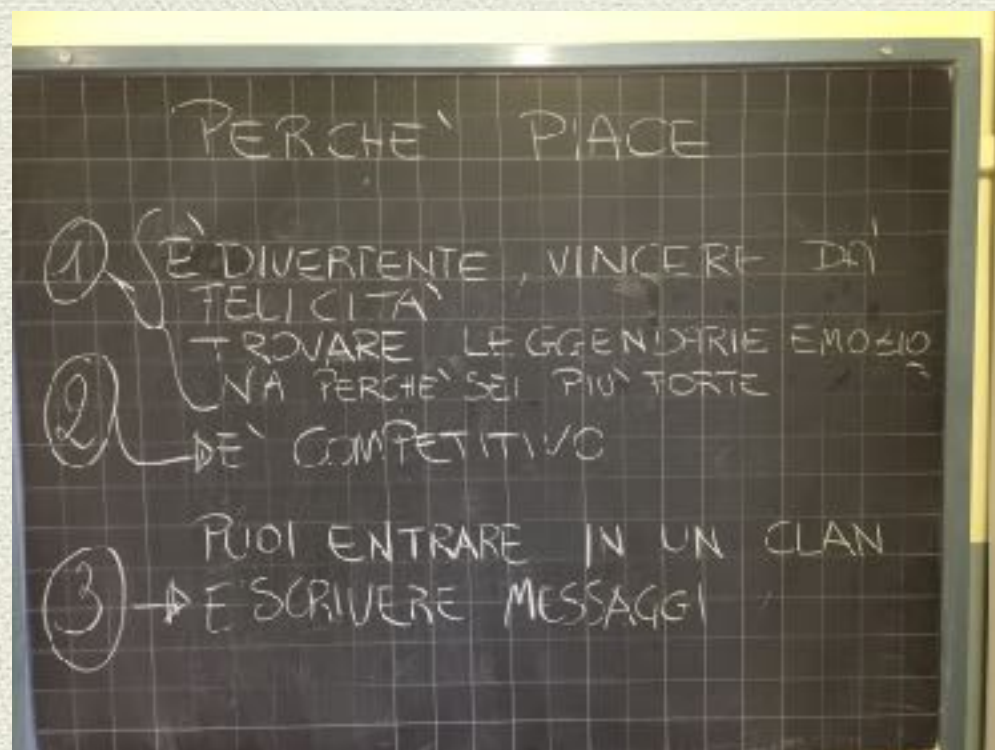 PERCHE` PIACE
1 È DIVERTENTE, VINCERE DA'
FELICITA`
TROVARE LEGGENDARIE EMOZIO
NA PERCHE` SEI PIU` FORTE
2 E` COMPETITIVO
PUOI ENTRARE IN UN CLAN
3 E SCRIVERE MESSAGGI